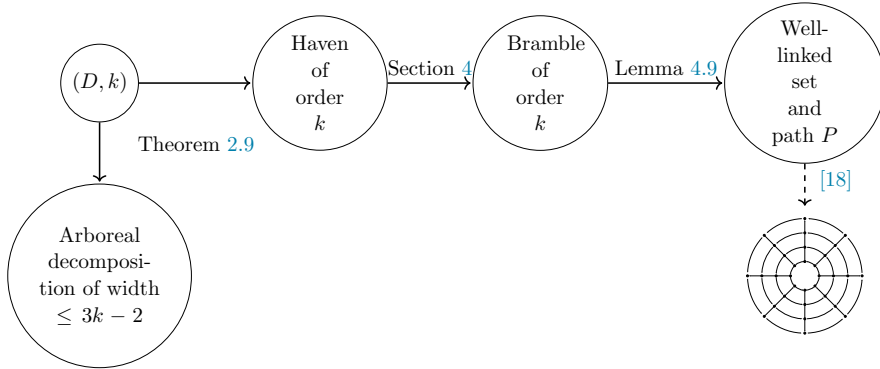 (D, k)
Haven
of
order
k
Section 4
Bramble
of
order
k
Lemma 4.9
Well-
linked
set
and
path P
Theorem 2.9
[18]
Arboreal
decomposi-
tion of width
≤ 3k − 2